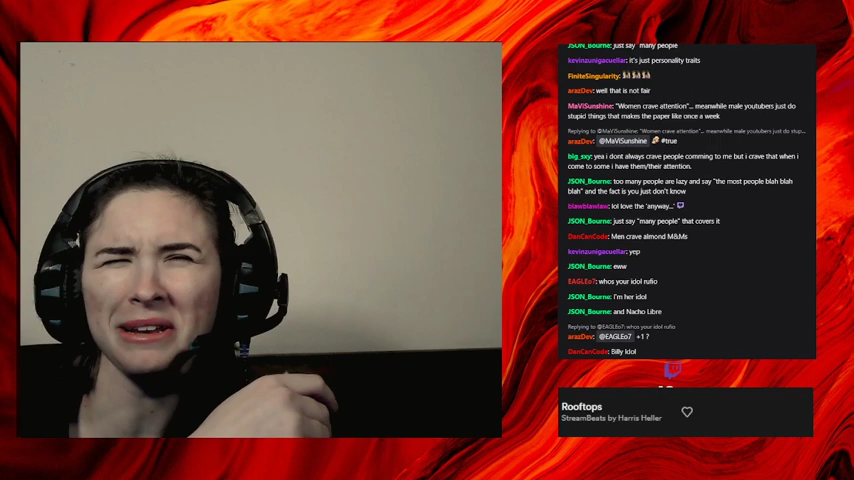 JSON_Bourne: just say "many people
kevinzunigacuellar: it's just personality traits
FiniteSingularity:
arazDev: well that is not fair
MaViSunshine: "Women crave attention"... meanwhile male youtubers just do
stupid things that makes the paper like once a week
Replying to @MaViSunshine: "Women crave attention"... meanwhile male youtubers just do stup...
arazDev: @MaViSunshine #true
big_sxy: yea i dont always crave people comming to me but i crave that when i
come to some i have them/their attention.
JSON_Bourne: too many people are lazy and say "the most people blah blah
blah" and the fact is you just don't know
blawblawlaw: lol love the 'anyway...'
JSON_Bourne: just say "many people" that covers it
DanCanCode: Men crave almond M&Ms
kevinzunigacuellar: yep
JSON_Bourne: eww
EAGLEo7: whos your idol rufio
JSON_Bourne: I'm her idol
JSON_Bourne: and Nacho Libre
Replying to @EAGLEo7: whos your idol rufio
arazDev: @EAGLEo7 +1 ?
DanCanCode: Billy Idol
Rooftops
StreamBeats by Harris Heller